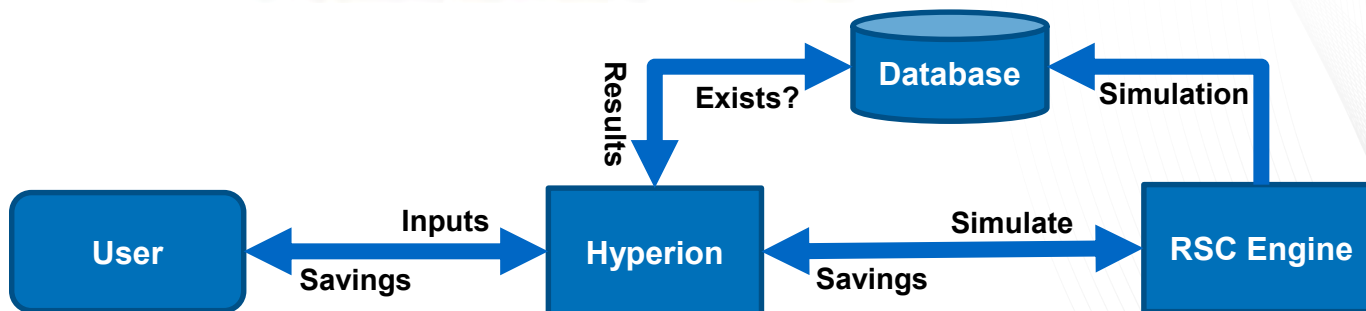 Database
Results
Exists?
Simulation
User
Inputs
Savings
Hyperion
Simulate
Savings
RSC Engine